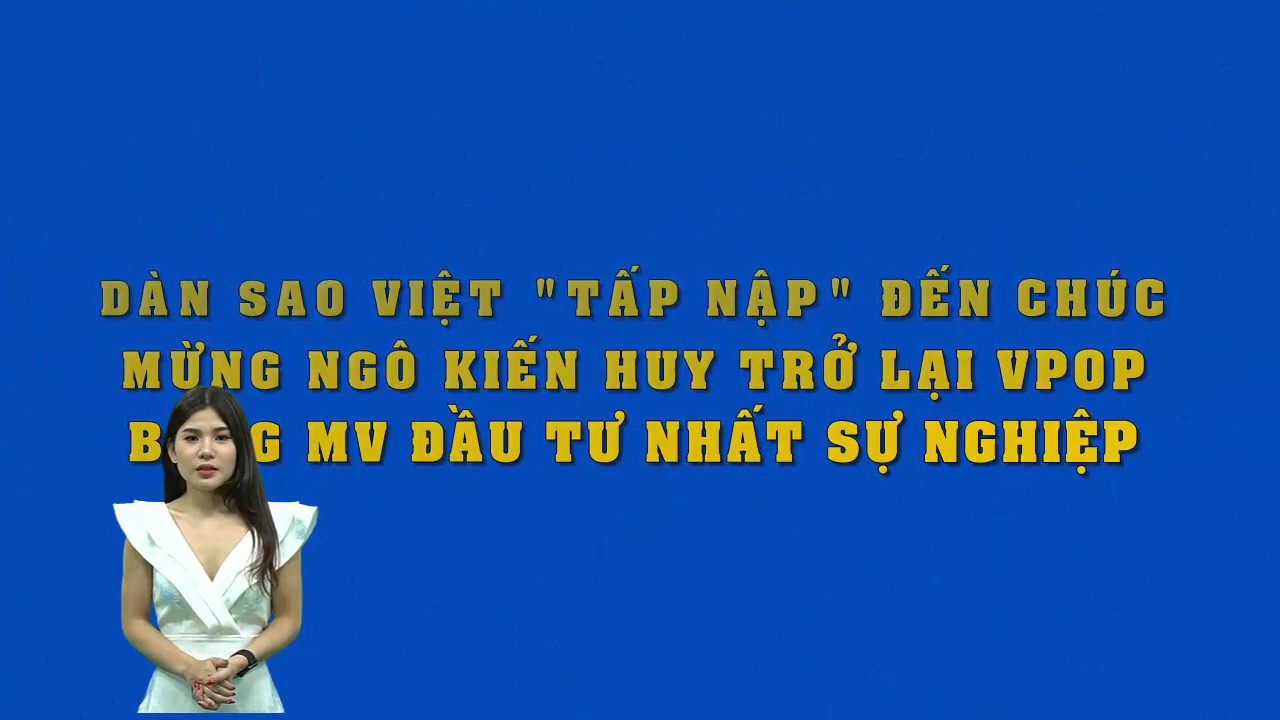 DÀN SAO VIỆT "TẤP NẬP" ĐẾN CHÚC
MỪNG NGÔ KIẾN HUY TRỞ LẠI VPOP
MV ĐẦU TƯ NHẤT SỰ NGHIỆP